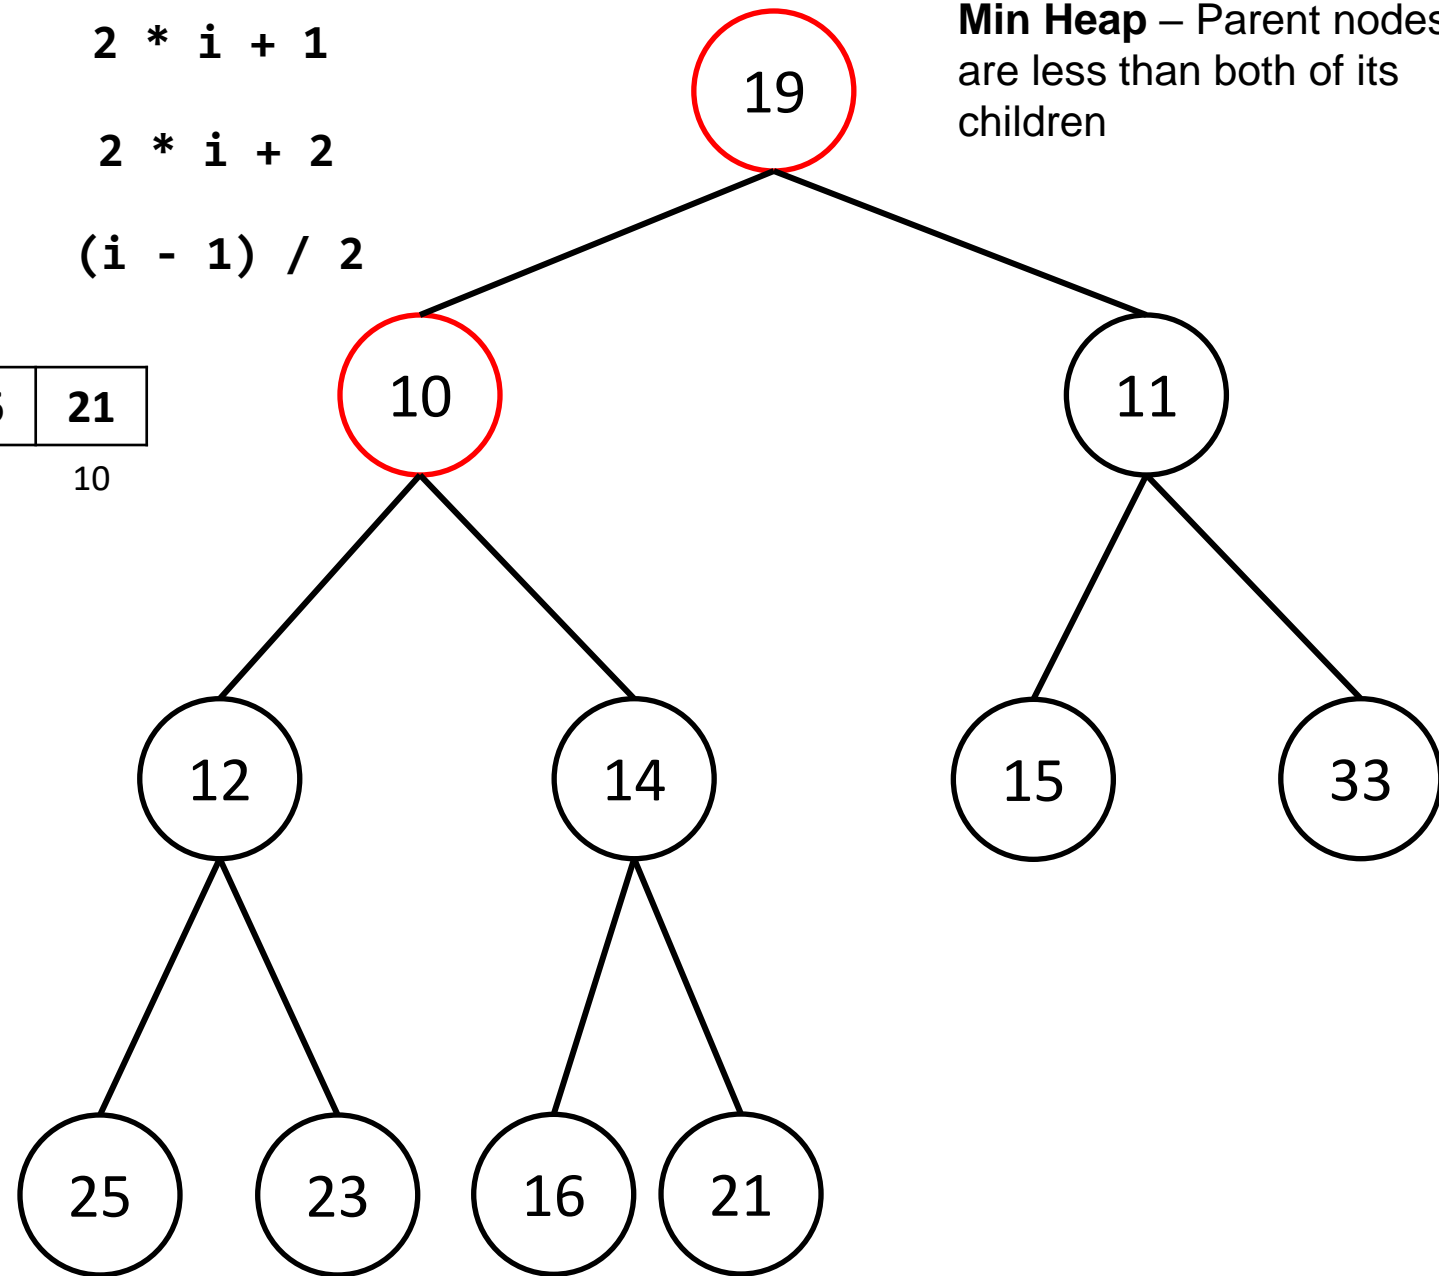 2 * i + 1
2 * i + 2
(i - 1) / 2
Min Heap – Parent nodes
are less than both of its
children
19
10
11
21
10
12
14
15
33
25
23
16
21